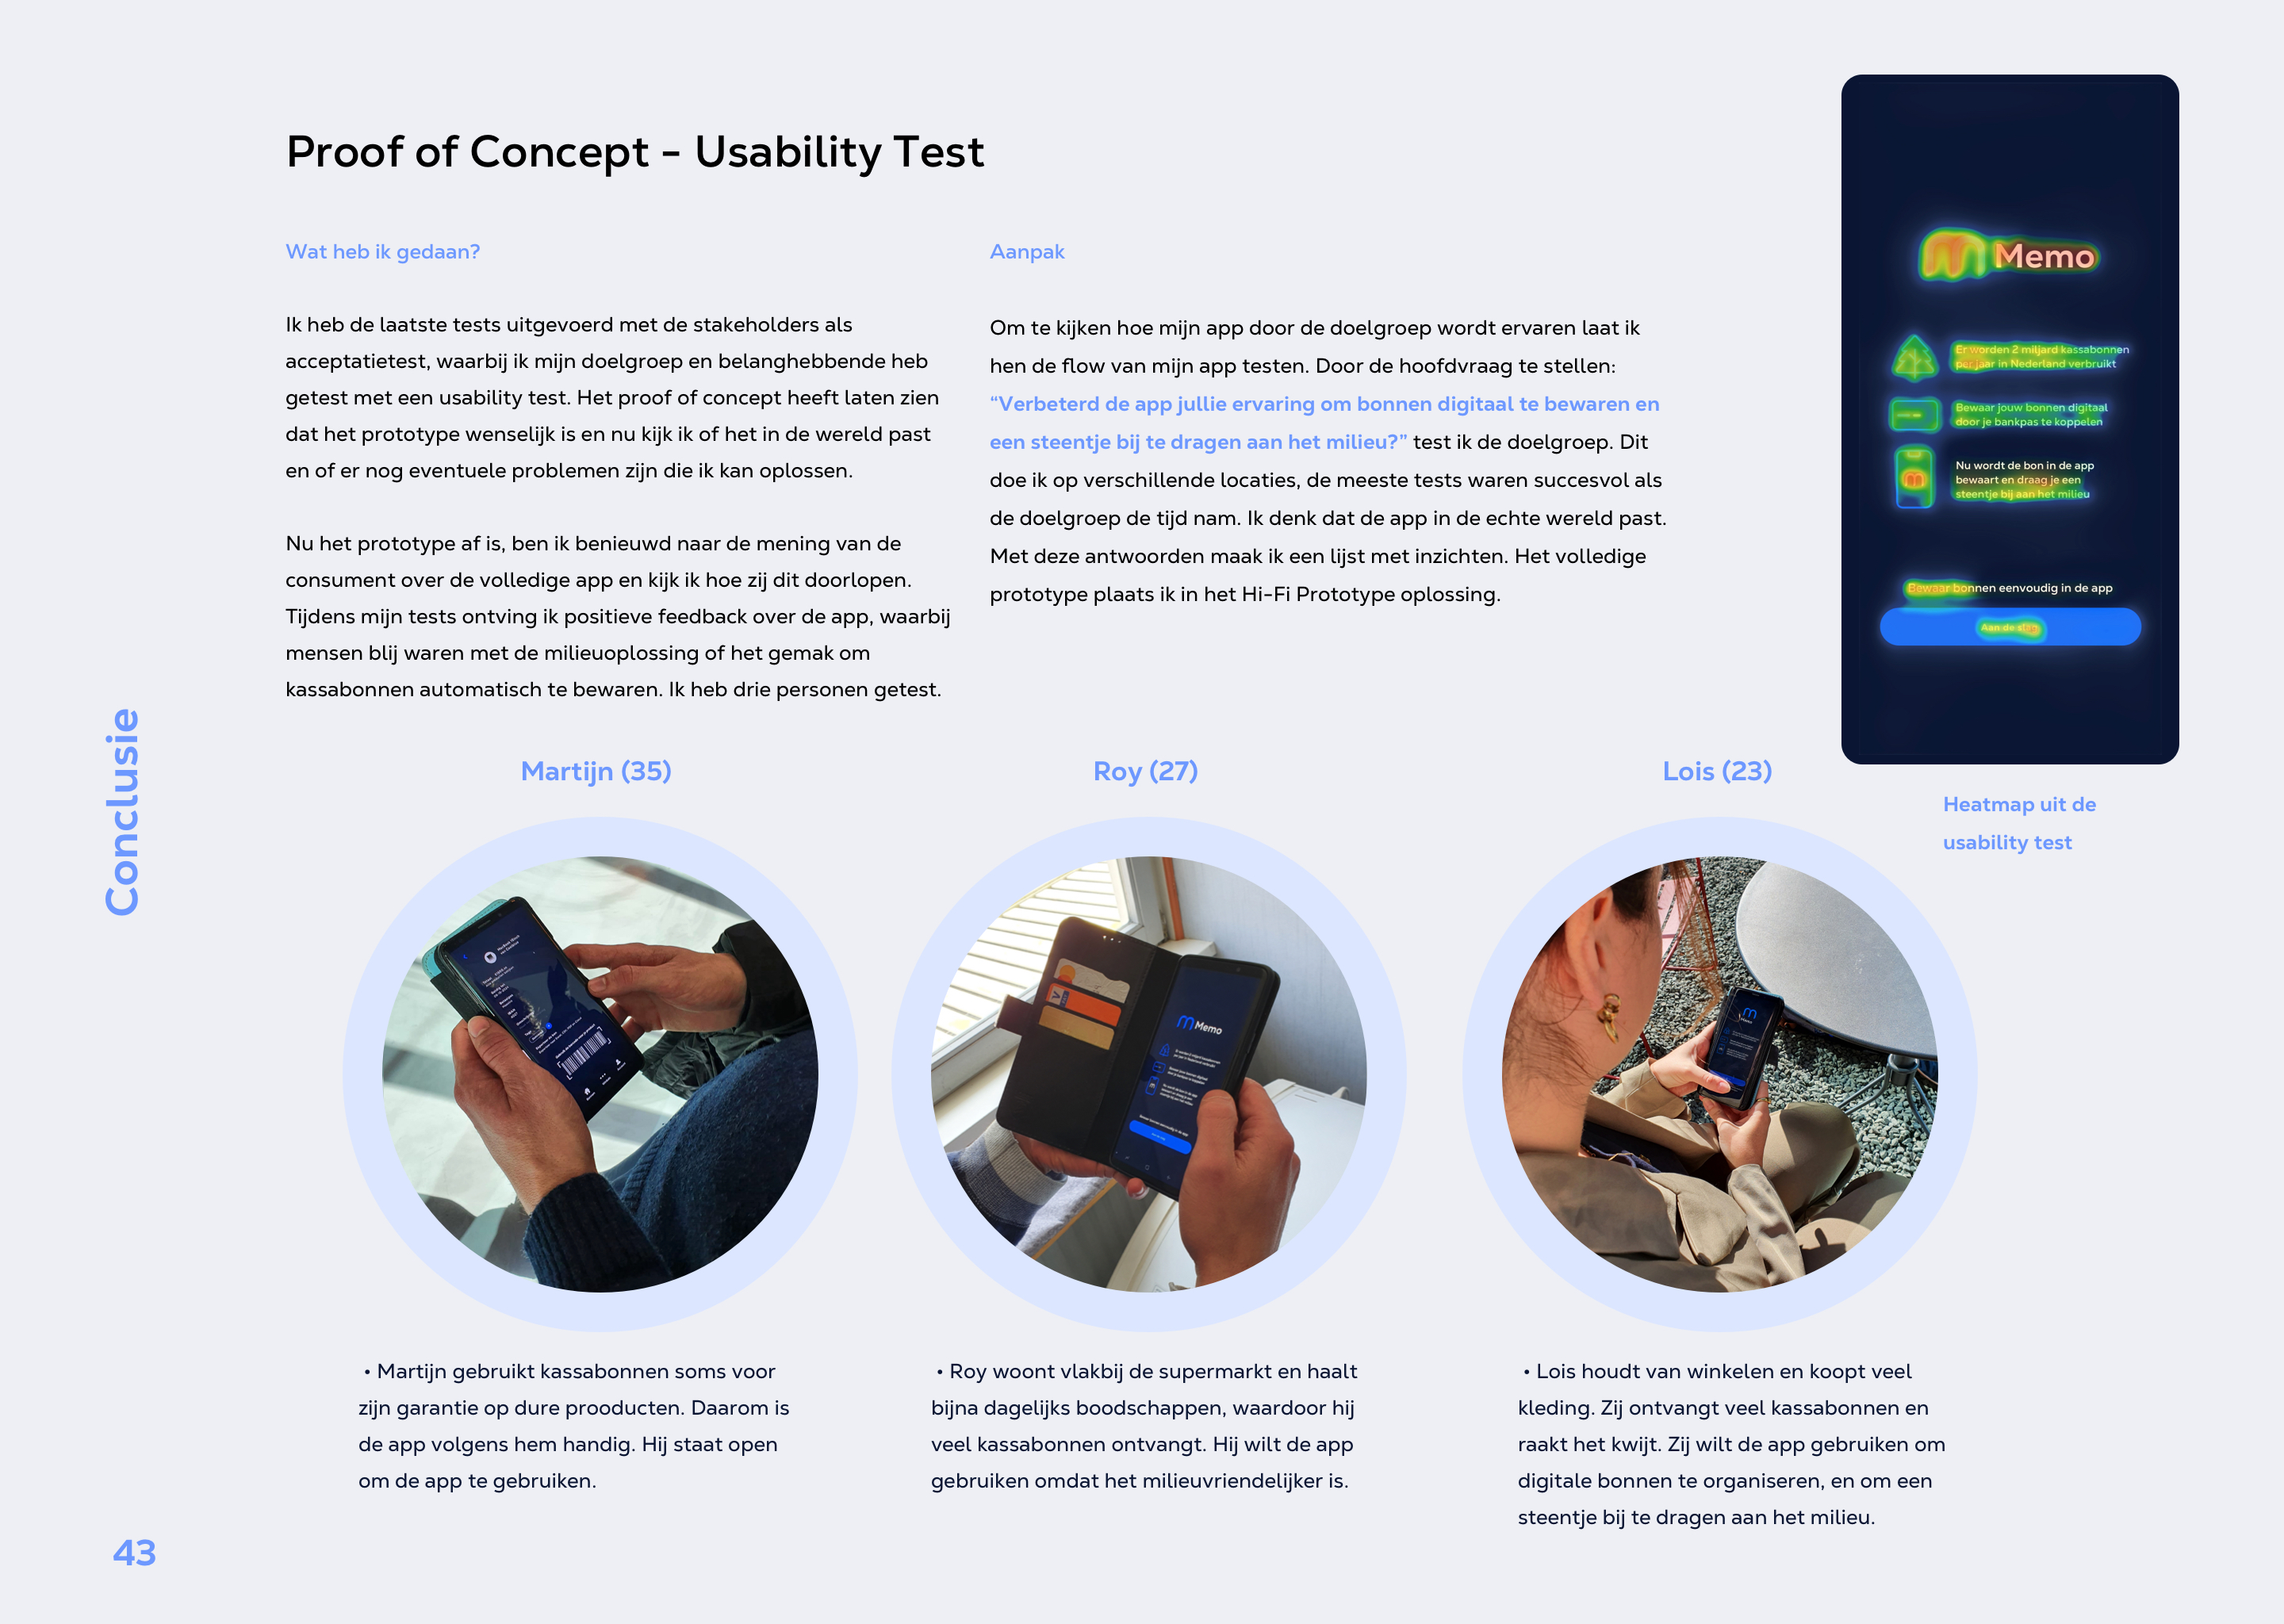 Proof of Concept - Usability Test
Wat heb ik gedaan?
Ik heb de laatste tests uitgevoerd met de stakeholders als
acceptatietest, waarbij ik mijn doelgroep en belanghebbende heb
getest met een usability test. Het proof of concept heeft laten zien
dat het prototype wenselijk is en nu kijk ik of het in de wereld past
en of er nog eventuele problemen zijn die ik kan oplossen.
Nu het prototype af is, ben ik benieuwd naar de mening van de
consument over de volledige app en kijk ik hoe zij dit doorlopen.
Tijdens mijn tests ontving ik positieve feedback over de app, waarbij
mensen blij waren met de milieuoplossing of het gemak om
kassabonnen automatisch te bewaren. Ik heb drie personen getest.
Aanpak
Om te kijken hoe mijn app door de doelgroep wordt ervaren laat ik
hen de flow van mijn app testen. Door de hoofdvraag te stellen:
“Verbeterd de app jullie ervaring om bonnen digitaal te bewaren en
een steentje bij te dragen aan het milieu?” test ik de doelgroep. Dit
doe ik op verschillende locaties, de meeste tests waren succesvol als
de doelgroep de tijd nam. Ik denk dat de app in de echte wereld past.
Met deze antwoorden maak ik een lijst met inzichten. Het volledige
prototype plaats ik in het Hi-Fi Prototype oplossing.
Memo
Er worden 2 miljard kassabonnen
per jaar in Nederland verbruikt
Bewaar jouw bonnen digitaal
door je bankpas te koppelen
Nu wordt de bon in de app
bewaart en draag je een
steentje bij aan het milieu
Bewaar bonnen eenvoudig in de app
Aan de slag
Heatmap uit de
usability test
Conclusie
Martijn (35)
• Martijn gebruikt kassabonnen soms voor
zijn garantie op dure prooducten. Daarom is
de app volgens hem handig. Hij staat open
om de app te gebruiken.
Roy (27)
Memo
• Roy woont vlakbij de supermarkt en haalt
bijna dagelijks boodschappen, waardoor hij
veel kassabonnen ontvangt. Hij wilt de app
gebruiken omdat het milieuvriendelijker is.
Lois (23)
• Lois houdt van winkelen en koopt veel
kleding. Zij ontvangt veel kassabonnen en
raakt het kwijt. Zij wilt de app gebruiken om
digitale bonnen te organiseren, en om een
steentje bij te dragen aan het milieu.
43